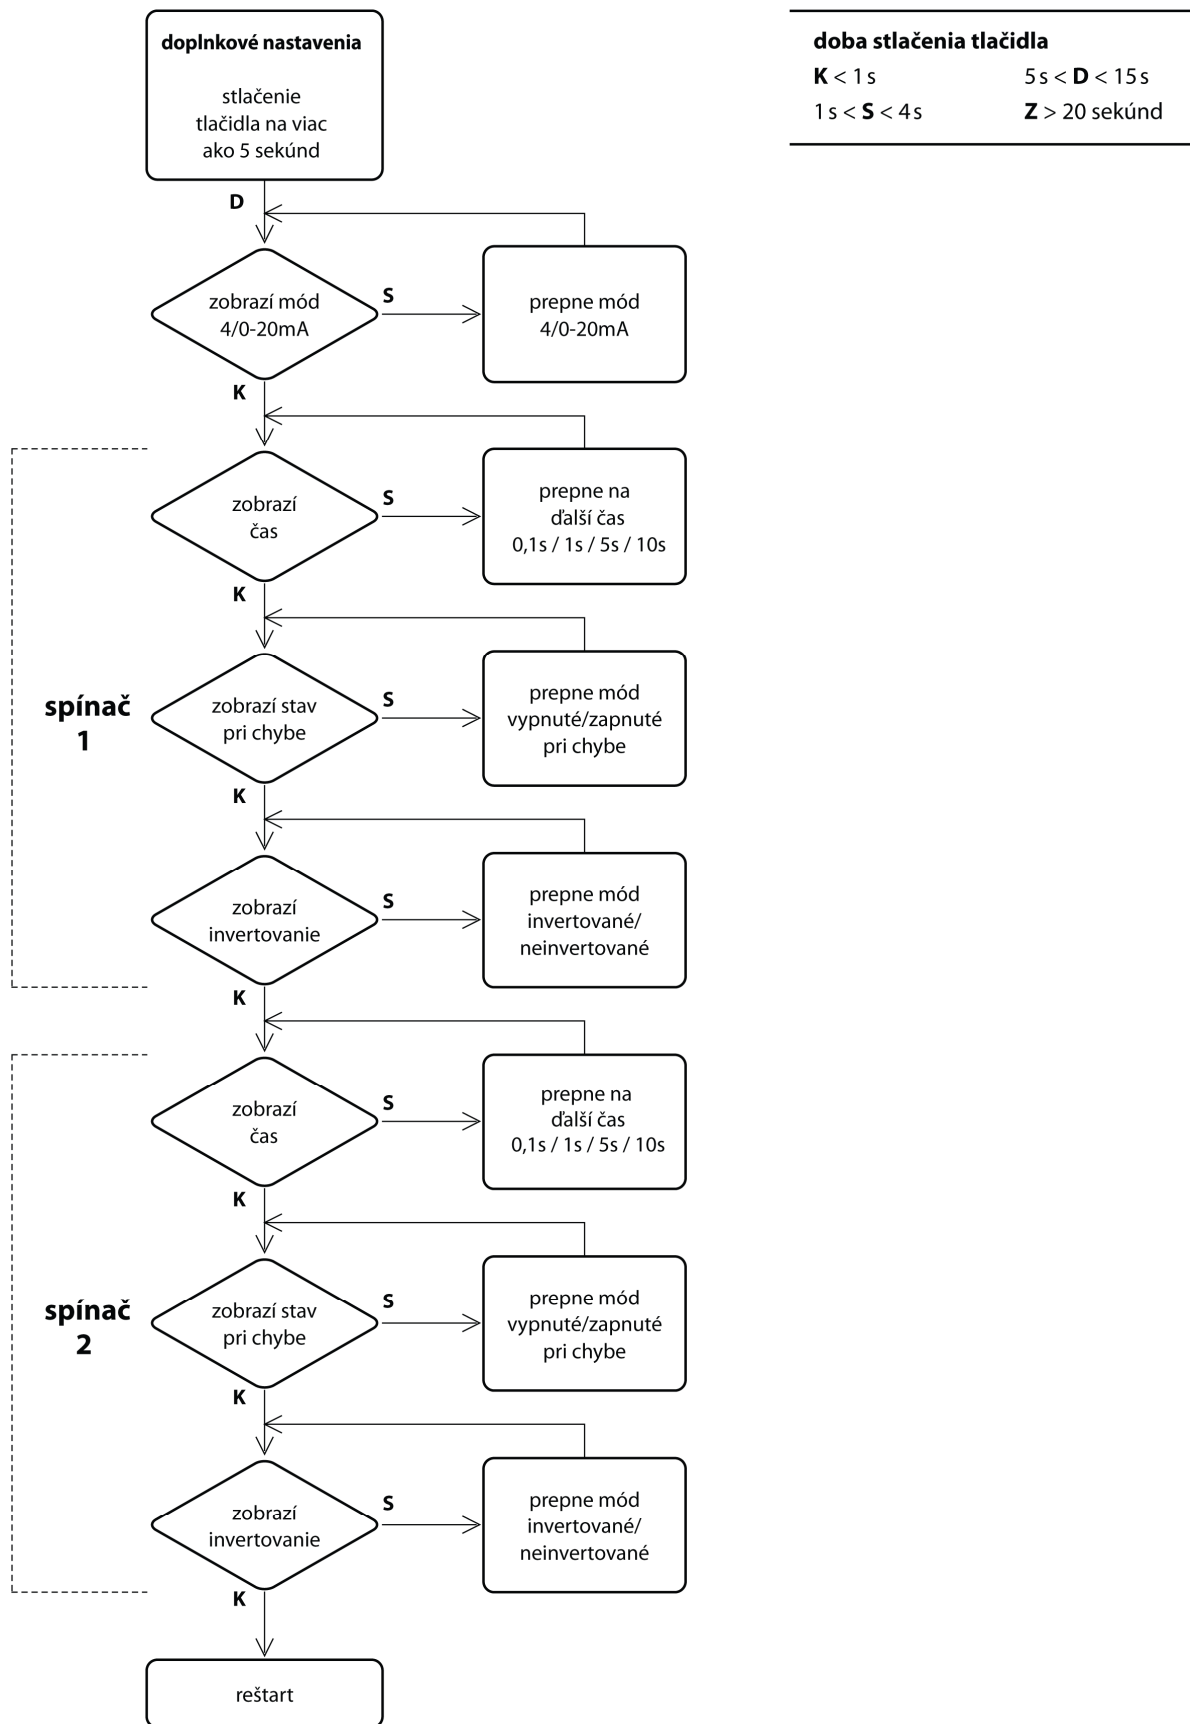 doplnkové nastavenia
stlačenie
tlačidla na viac
ako 5 sekúnd
doba stlačenia tlačidla
K < 1 s
5 s < D < 15 s
1 s < S < 4 s
Z > 20 sekúnd
D
zobrazí mód
4/0-20mA
S
prepne mód
4/0-20mA
K
spínač
1
zobrazí
čas
S
prepne na
ďalší čas
0,1s / 1s / 5s / 10s
K
zobrazí stav
pri chybe
S
prepne mód
vypnuté/zapnuté
pri chybe
K
zobrazí
invertovanie
S
prepne mód
invertované/
neinvertované
K
spínač
2
zobrazí
čas
S
prepne na
ďalší čas
0,1s / 1s / 5s / 10s
K
zobrazí stav
pri chybe
S
prepne mód
vypnuté/zapnuté
pri chybe
K
zobrazí
invertovanie
S
prepne mód
invertované/
neinvertované
K
reštart